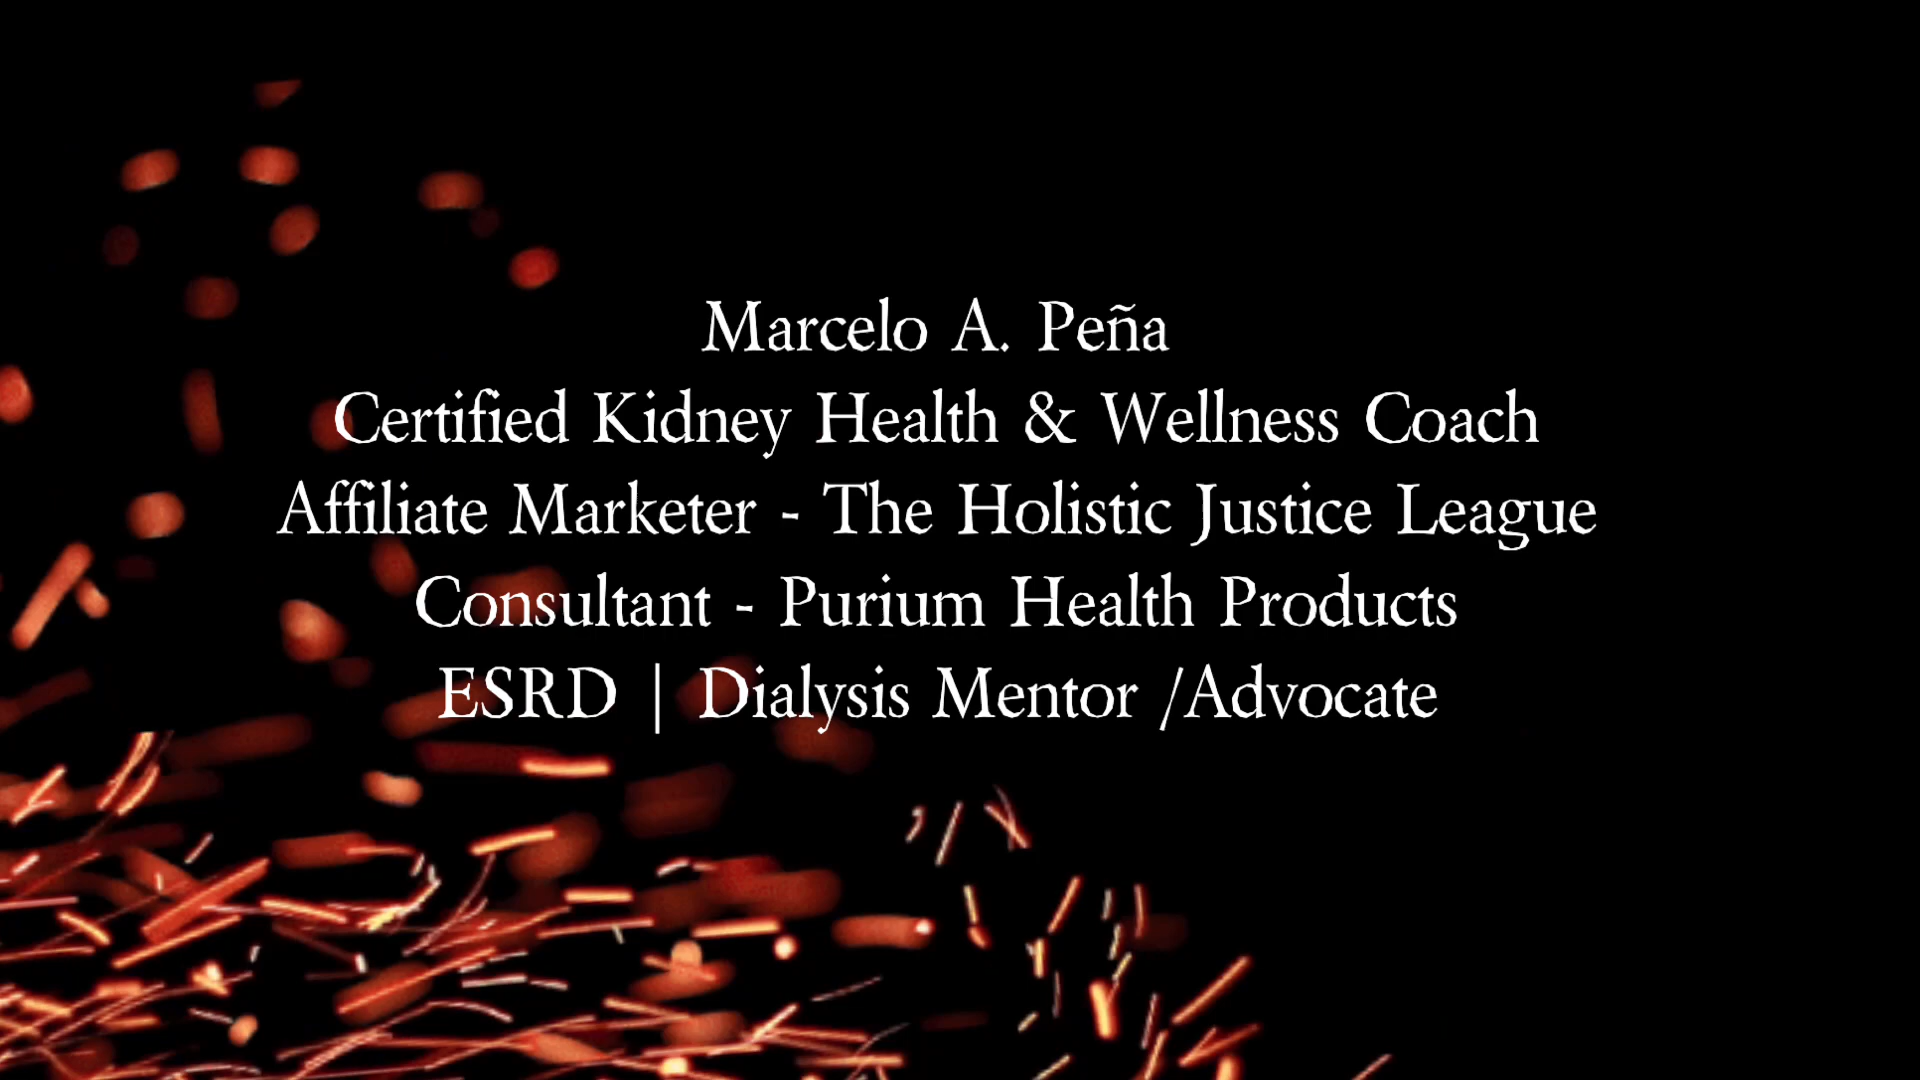 Marcelo A. Peña
Certified Kidney Health & Wellness Coach
Affiliate Marketer - The Holistic Justice League
Consultant - Purium Health Products
ESRD | Dialysis Mentor /Advocate